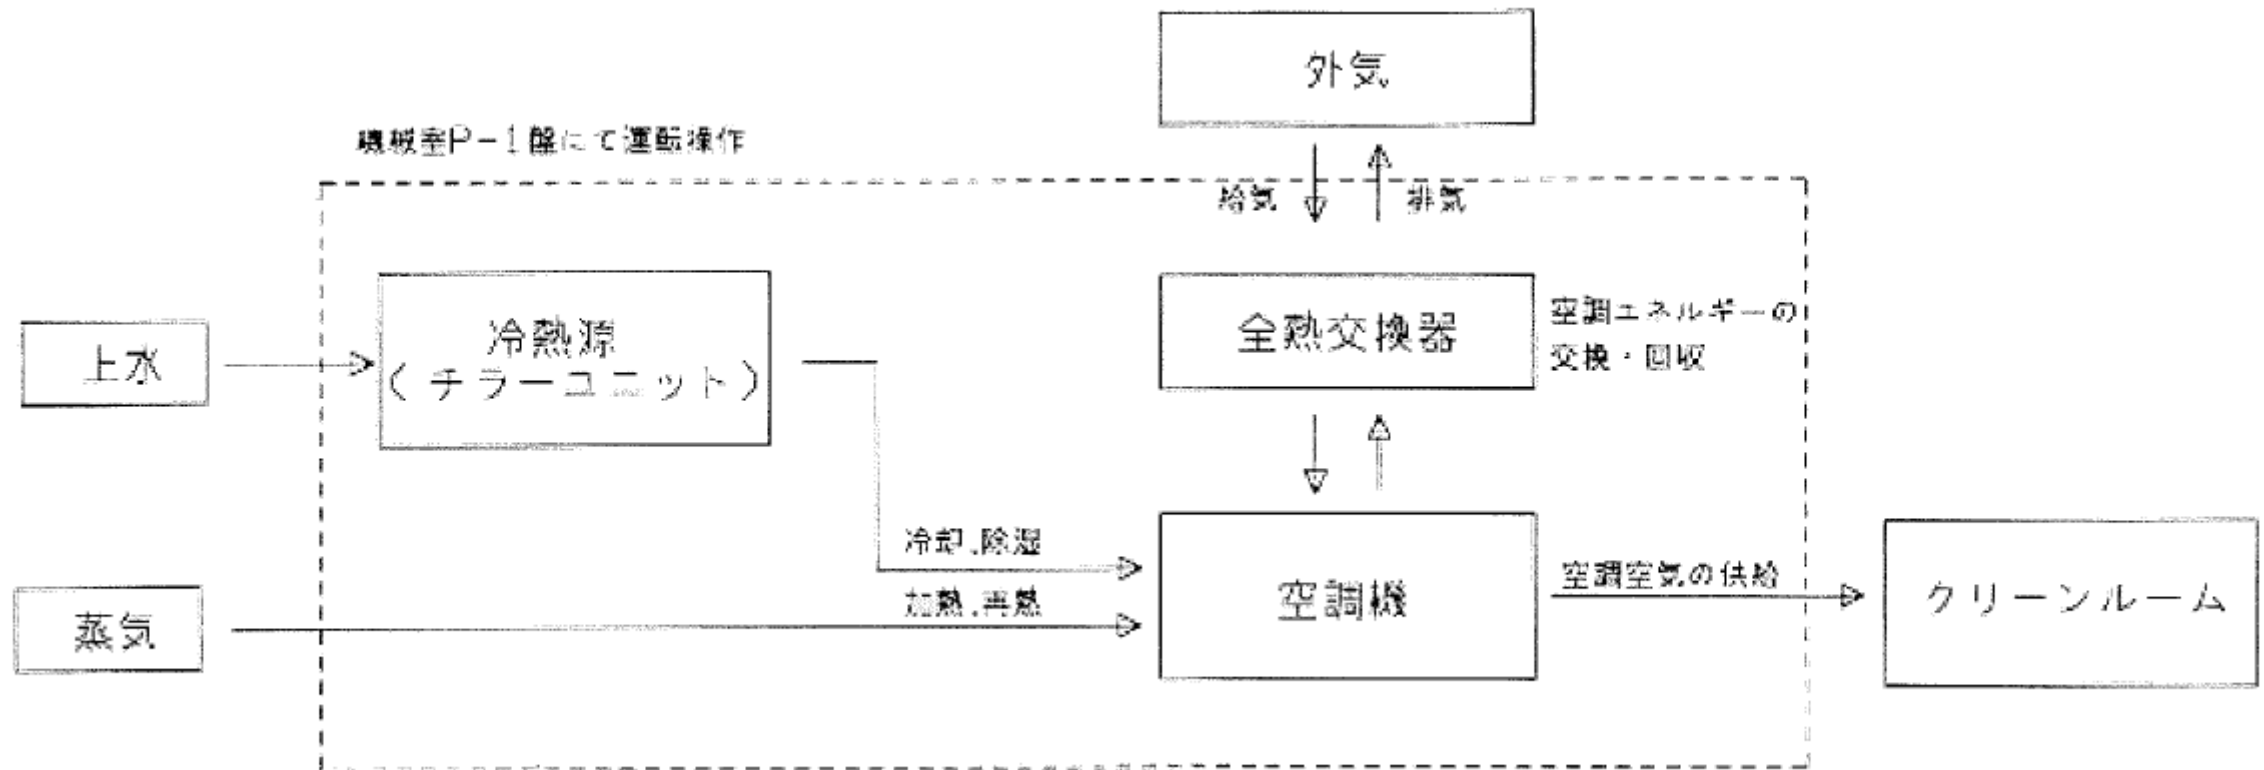 外気
機械室P-1盤にて運転操作
給気
排気
冷熱源
(チラーユニット)
全熱交換器
空調エネルギーの
交換・回収
上水
冷却,除湿
加熱,再熱
空調機
空調空気の供給
クリーンルーム
蒸気